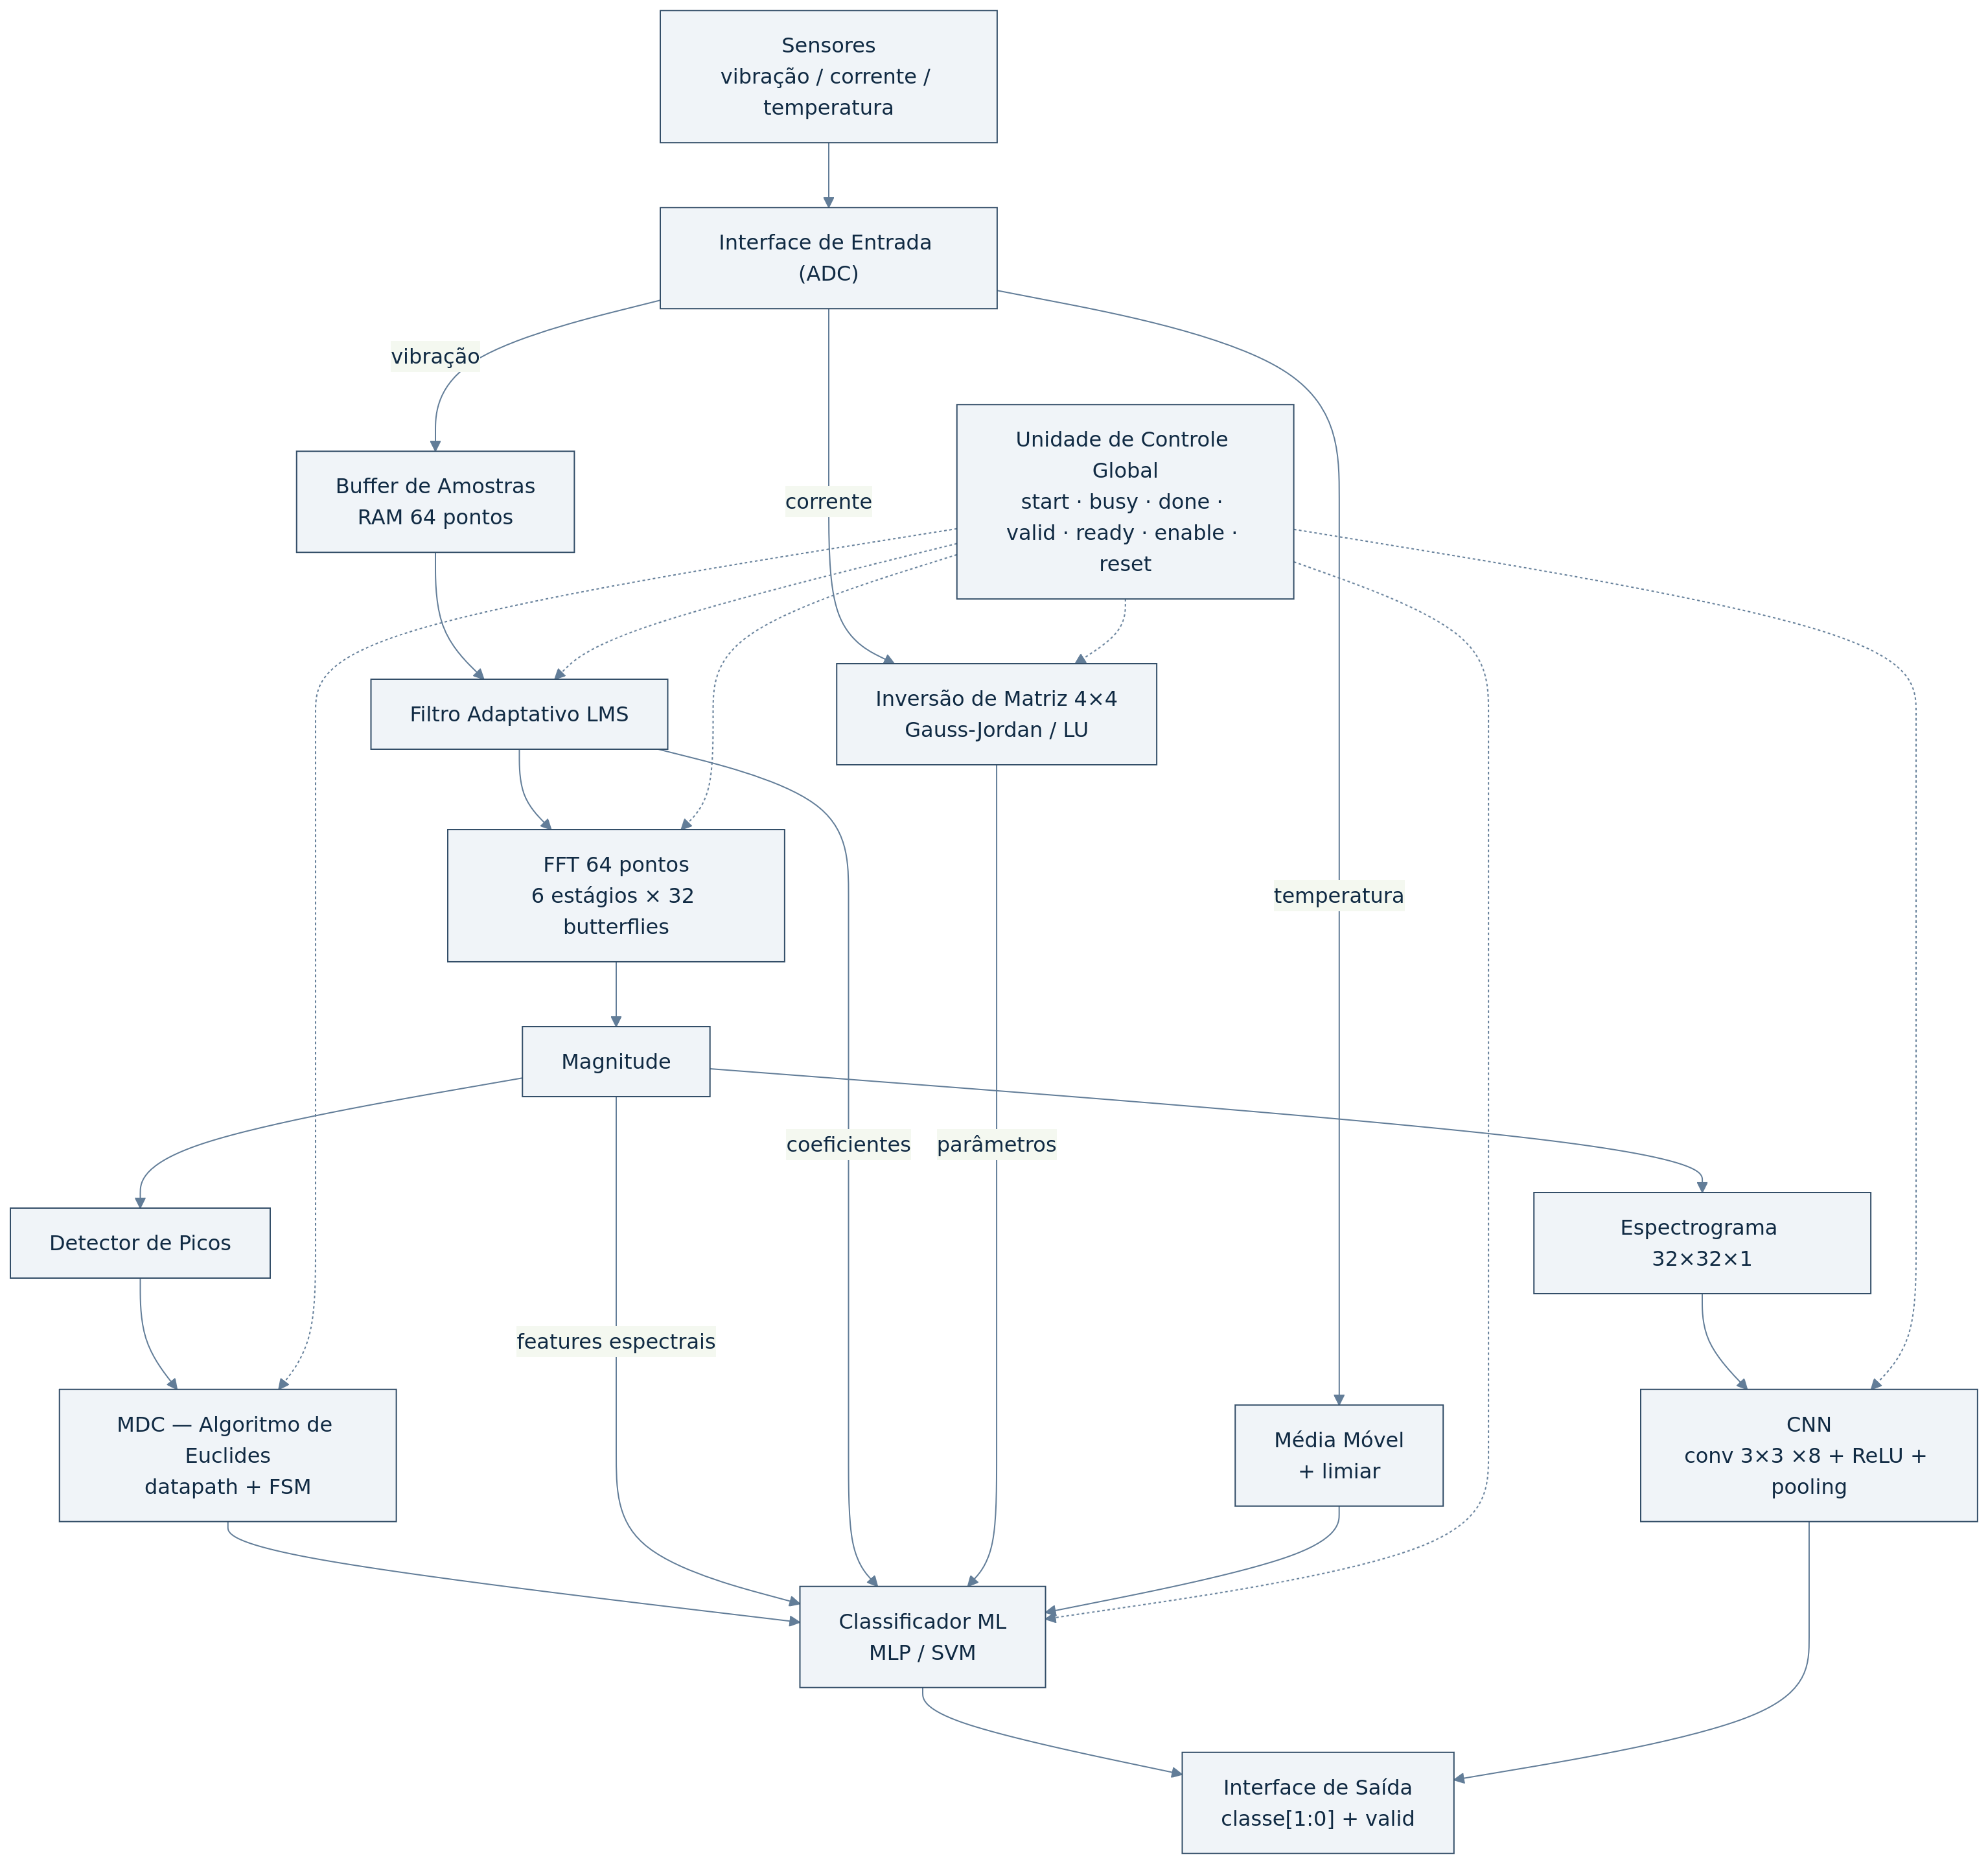 Sensores
vibração / corrente /
temperatura
Interface de Entrada
(ADC)
vibração
Unidade de Controle
Global
start · busy · done ·
valid · ready · enable ·
reset
Buffer de Amostras
RAM 64 pontos
corrente
Filtro Adaptativo LMS
Inversão de Matriz 4×4
Gauss-Jordan / LU
FFT 64 pontos
6 estágios × 32
butterflies
temperatura
Magnitude
coeficientes
parâmetros
Detector de Picos
Espectrograma
32×32×1
features espectrais
MDC — Algoritmo de
Euclides
datapath + FSM
Média Móvel
+ limiar
CNN
conv 3×3 ×8 + ReLU +
pooling
Classificador ML
MLP / SVM
Interface de Saída
classe[1:0] + valid